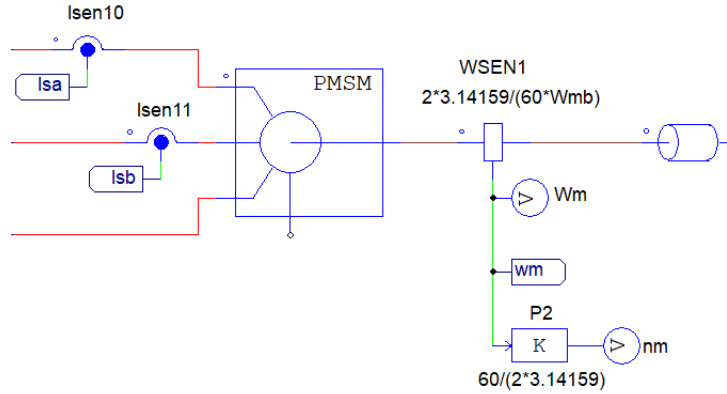 Isen10
Isa
Isen11
Isb
PMSM
WSEN1
2*3.14159/(60*Wmb)
V
Wm
wm
P2
K
V
nm
60/(2*3.14159)